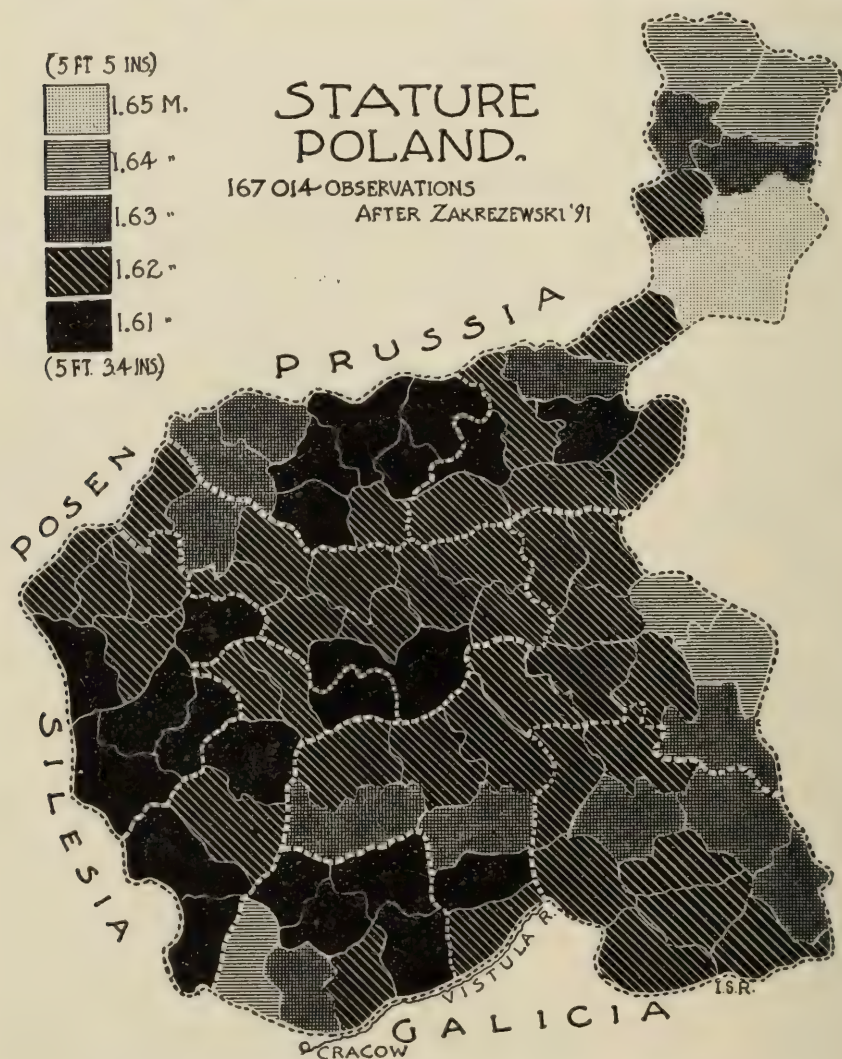 (5 FT 5 INS)
1.65 M.
1.64 "
1.63 "
1.62 "
1.61 "
(5 FT. 3.4 INS)
STATURE
POLAND.
167 014 OBSERVATIONS
AFTER ZAKREZEWSKI '91
PRUSSIA
POSEN
SILESIA
VISTULA R.
I.S.R.
GALICIA
CRACOW